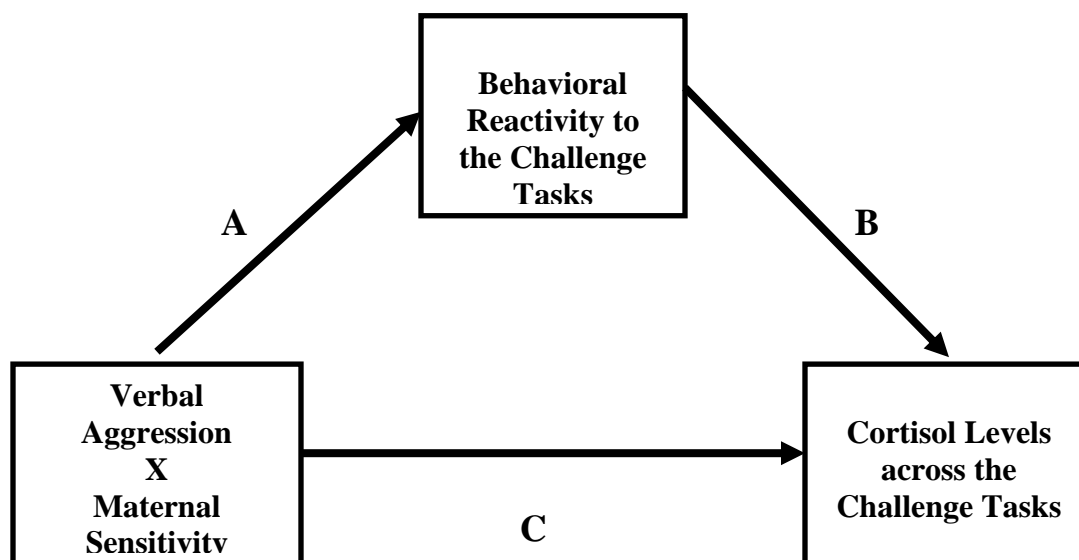 Behavioral
Reactivity to
the Challenge
Tasks
A
B
Verbal
Aggression
X
Maternal
Sensitivity
Cortisol Levels
across the
Challenge Tasks
C